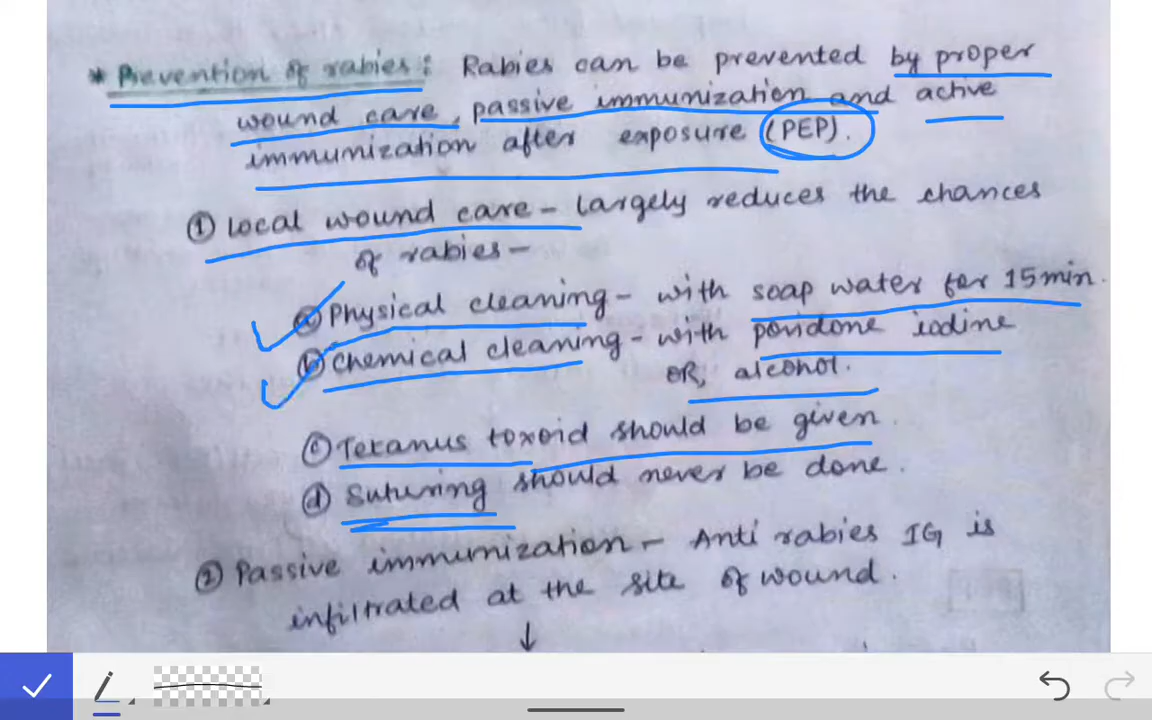 * Prevention of rabies: Rabies can be prevented by proper
wound care, passive immunization and active
immunization after exposure (PEP).
① Local wound care - largely reduces the chances
of rabies -
ⓐ Physical cleaning - with soap water for 15 min.
ⓑ Chemical cleaning - with povidone iodine
OR, alcohol.
ⓒ Tetanus toxoid should be given.
ⓓ Suturing should never be done.
② Passive immunization - Anti rabies IG is
infiltrated at the site of wound.
↓